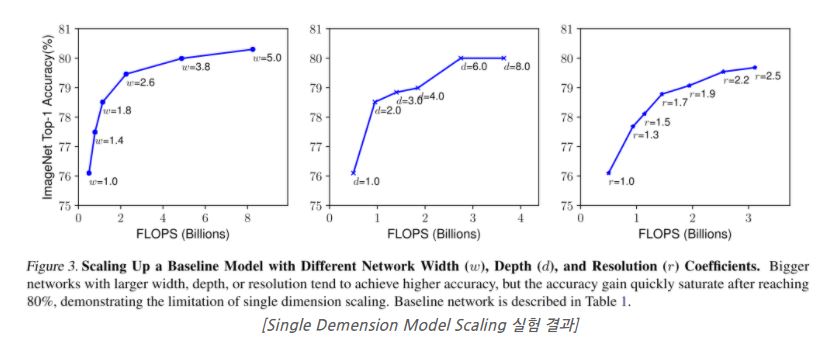 81
80
79
78
77
76
75
ImageNet Top-1 Accuracy(%)
w=1.0
w=1.4
w=1.8
w=2.6
w=3.8
w=5.0
0 2 4 6 8
FLOPS (Billions)
81
80
79
78
77
76
75
d=1.0
d=2.0
d=3.0
d=4.0
d=6.0
d=8.0
0 1 2 3 4
FLOPS (Billions)
81
80
79
78
77
76
75
r=1.0
r=1.3
r=1.5
r=1.7
r=1.9
r=2.2
r=2.5
0 1 2 3
FLOPS (Billions)
Figure 3. Scaling Up a Baseline Model with Different Network Width (w), Depth (d), and Resolution (r) Coefficients. Bigger
networks with larger width, depth, or resolution tend to achieve higher accuracy, but the accuracy gain quickly saturate after reaching
80%, demonstrating the limitation of single dimension scaling. Baseline network is described in Table 1.
[Single Demension Model Scaling 실험 결과]